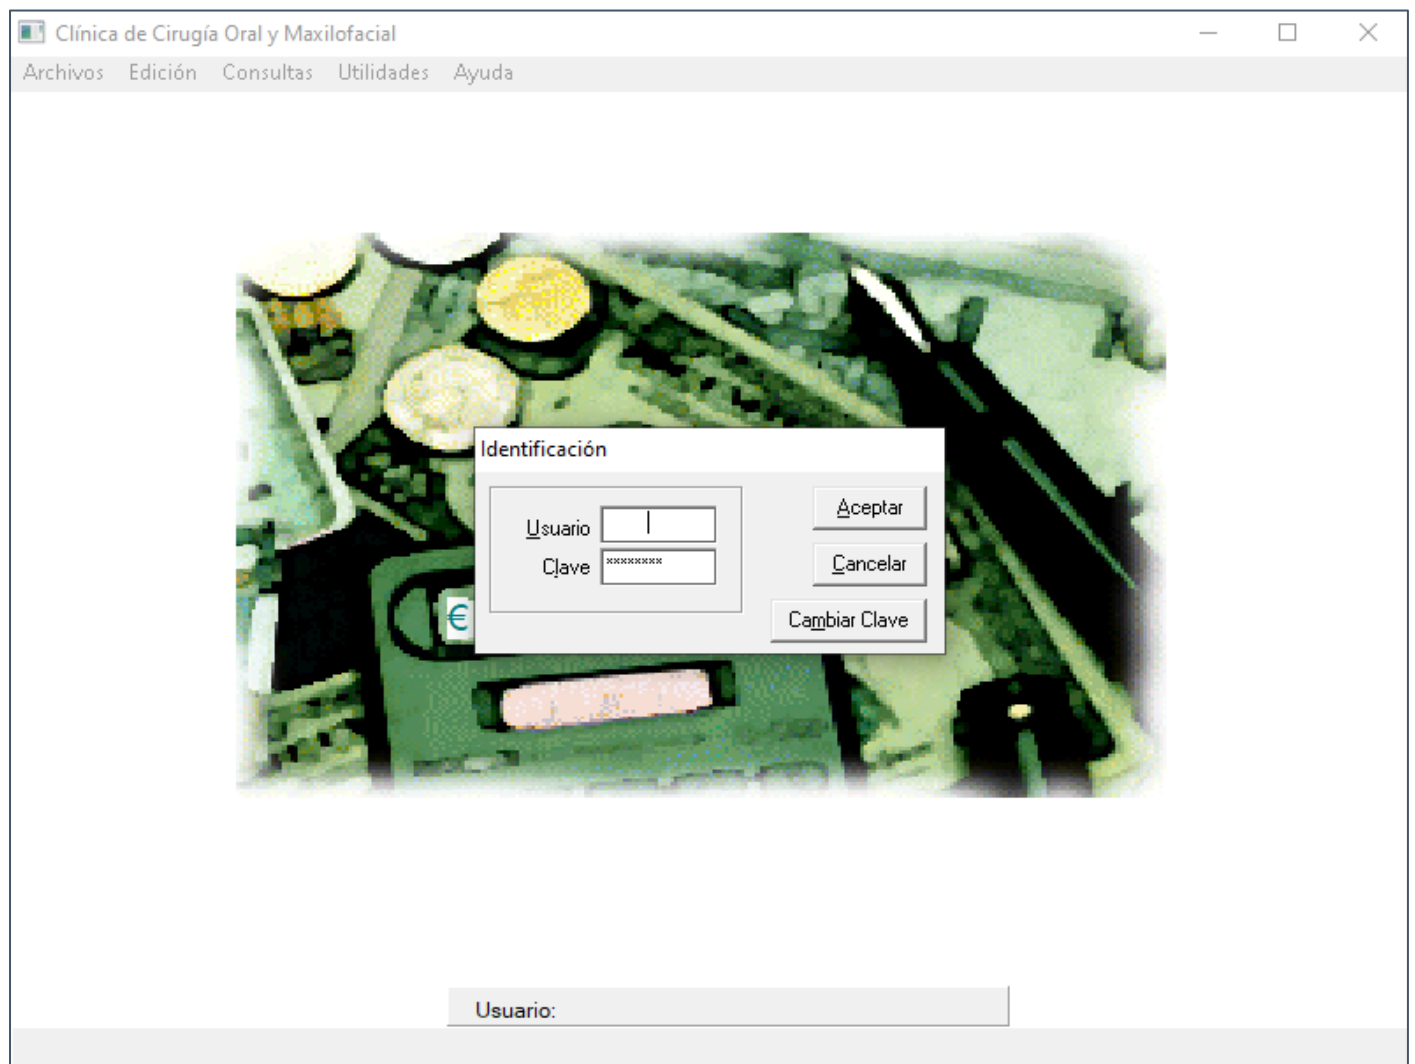 Clínica de Cirugía Oral y Maxilofacial
Archivos Edición Consultas Utilidades Ayuda
Identificación
Usuario
Aceptar
Clave ********
Cancelar
Cambiar Clave
€
Usuario: